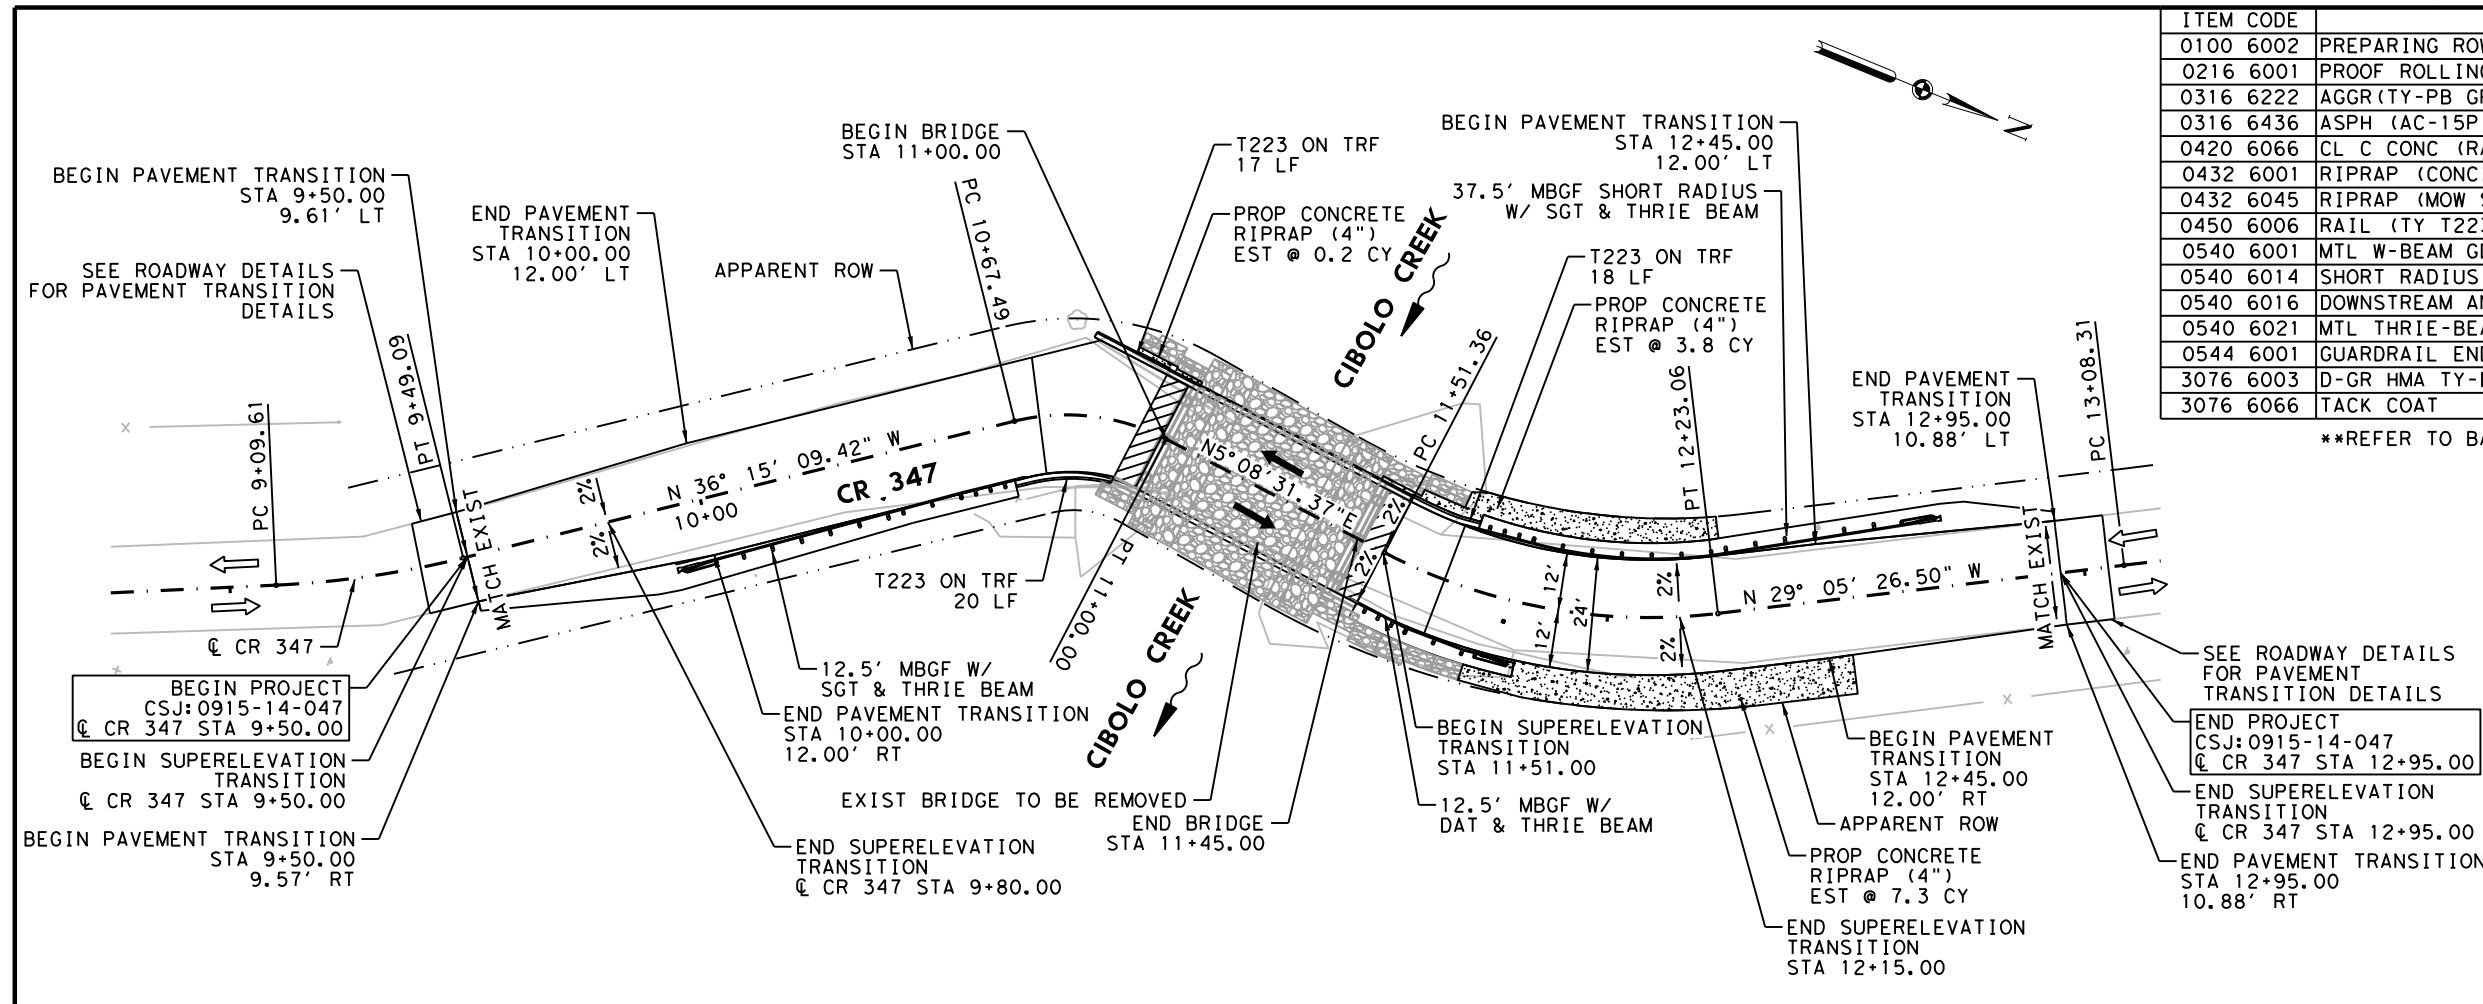 BEGIN PAVEMENT TRANSITION
STA 9+50.00
9.61' LT
SEE ROADWAY DETAILS
FOR PAVEMENT TRANSITION
DETAILS
END PAVEMENT
TRANSITION
STA 10+00.00
12.00' LT
APPARENT ROW
BEGIN BRIDGE
STA 11+00.00
PC 10+67.49
T223 ON TRF
17 LF
PROP CONCRETE
RIPRAP (4")
EST @ 0.2 CY
CIBOLO CREEK
BEGIN PAVEMENT TRANSITION
STA 12+45.00
12.00' LT
37.5' MBGF SHORT RADIUS
W/ SGT & THRIE BEAM
T223 ON TRF
18 LF
PROP CONCRETE
RIPRAP (4")
EST @ 3.8 CY
N
END PAVEMENT
TRANSITION
STA 12+95.00
10.88' LT
PC 13+08.31
ITEM CODE
0100 6002 PREPARING ROW
0216 6001 PROOF ROLLING
0316 6222 AGGR(TY-PB GR
0316 6436 ASPH (AC-15P
0420 6066 CL C CONC (RA
0432 6001 RIPRAP (CONC
0432 6045 RIPRAP (MOW S
0450 6006 RAIL (TY T223
0540 6001 MTL W-BEAM GD
0540 6014 SHORT RADIUS
0540 6016 DOWNSTREAM AN
0540 6021 MTL THRIE-BEA
0544 6001 GUARDRAIL END
3076 6003 D-GR HMA TY-D
3076 6066 TACK COAT
**REFER TO BA
PC 9+09.61
PT 9+49.09
MATCH EXIST
2%
2%
N 36° 15' 09.42" W
10+00
CR 347
N5°08'31.37"E
2%
2%
PC 11+51.36
PT 12+23.06
12'
12'
24'
2%
2%
N 29° 05' 26.50" W
MATCH EXIST
℄ CR 347
BEGIN PROJECT
CSJ:0915-14-047
℄ CR 347 STA 9+50.00
BEGIN SUPERELEVATION
TRANSITION
℄ CR 347 STA 9+50.00
BEGIN PAVEMENT TRANSITION
STA 9+50.00
9.57' RT
T223 ON TRF
20 LF
PT 11+00.00
12.5' MBGF W/
SGT & THRIE BEAM
END PAVEMENT TRANSITION
STA 10+00.00
12.00' RT
CIBOLO CREEK
EXIST BRIDGE TO BE REMOVED
END BRIDGE
STA 11+45.00
END SUPERELEVATION
TRANSITION
℄ CR 347 STA 9+80.00
BEGIN SUPERELEVATION
TRANSITION
STA 11+51.00
12.5' MBGF W/
DAT & THRIE BEAM
BEGIN PAVEMENT
TRANSITION
STA 12+45.00
12.00' RT
APPARENT ROW
PROP CONCRETE
RIPRAP (4")
EST @ 7.3 CY
END SUPERELEVATION
TRANSITION
STA 12+15.00
SEE ROADWAY DETAILS
FOR PAVEMENT
TRANSITION DETAILS
END PROJECT
CSJ:0915-14-047
℄ CR 347 STA 12+95.00
END SUPERELEVATION
TRANSITION
℄ CR 347 STA 12+95.00
END PAVEMENT TRANSITION
STA 12+95.00
10.88' RT